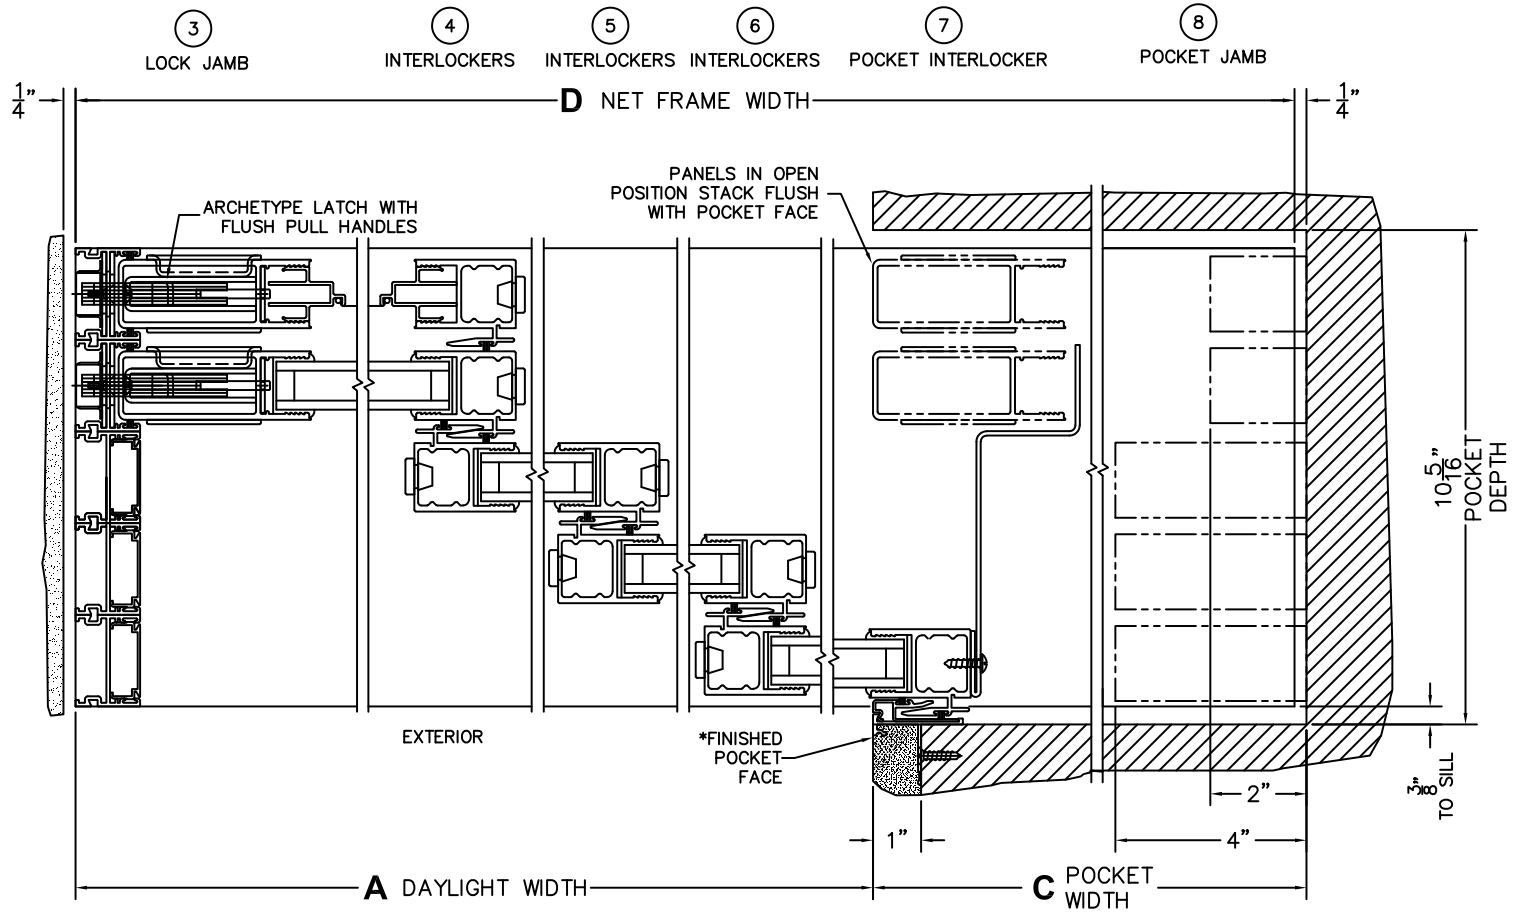 3
LOCK JAMB
4
INTERLOCKERS
5
INTERLOCKERS
6
INTERLOCKERS
7
POCKET INTERLOCKER
8
POCKET JAMB
1/4"
D NET FRAME WIDTH
1/4"
ARCHETYPE LATCH WITH
FLUSH PULL HANDLES
PANELS IN OPEN
POSITION STACK FLUSH
WITH POCKET FACE
10 5/16"
POCKET
DEPTH
EXTERIOR
*FINISHED
POCKET
FACE
3/8"
TO SILL
2"
1"
4"
A DAYLIGHT WIDTH
C POCKET
WIDTH